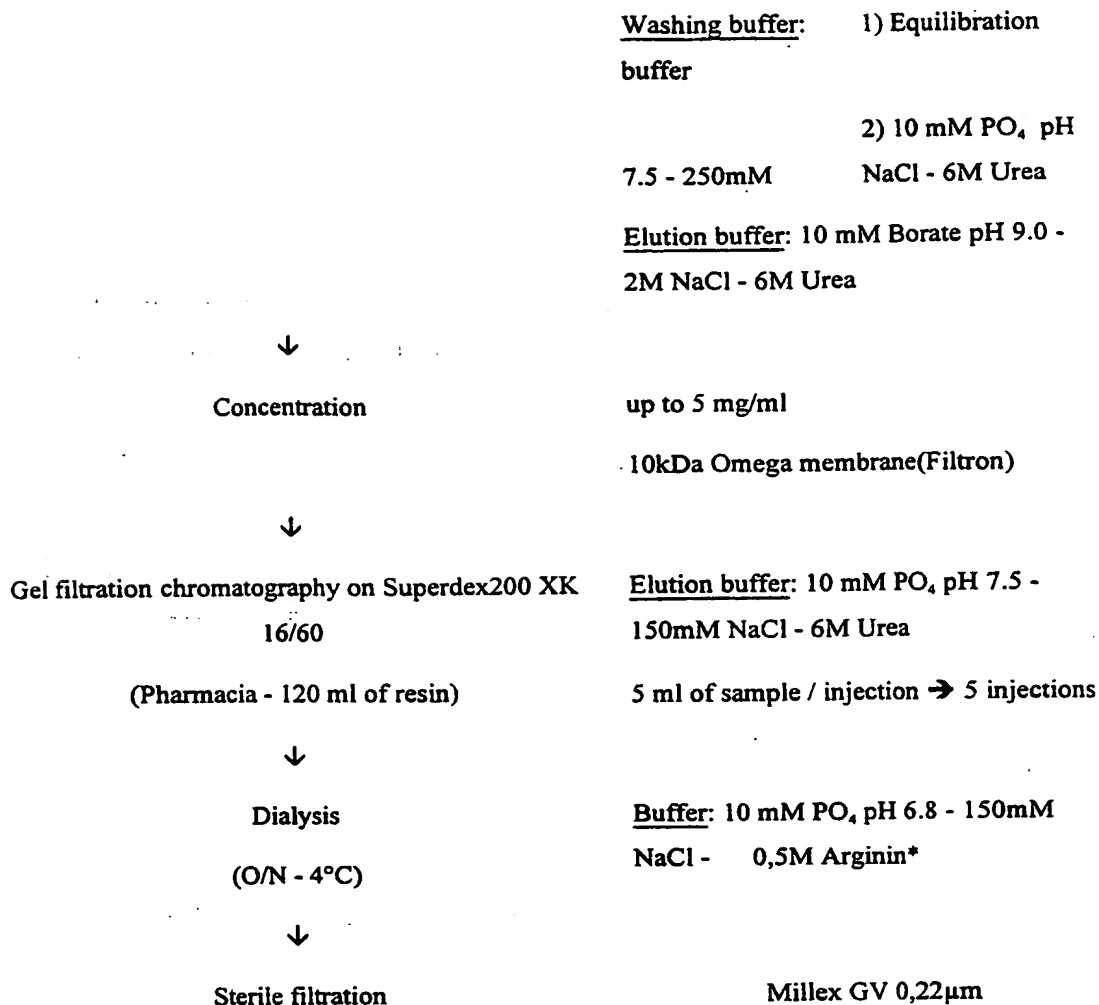 Washing buffer: 1) Equilibration
buffer
2) 10 mM PO₄ pH
7.5 - 250mM NaCl - 6M Urea
Elution buffer: 10 mM Borate pH 9.0 -
2M NaCl - 6M Urea
↓
Concentration up to 5 mg/ml
10kDa Omega membrane(Filtron)
↓
Gel filtration chromatography on Superdex200 XK Elution buffer: 10 mM PO₄ pH 7.5 -
16/60 150mM NaCl - 6M Urea
(Pharmacia - 120 ml of resin) 5 ml of sample / injection → 5 injections
↓
Dialysis Buffer: 10 mM PO₄ pH 6.8 - 150mM
(O/N - 4°C) NaCl - 0,5M Arginin*
↓
Sterile filtration Millex GV 0,22µm